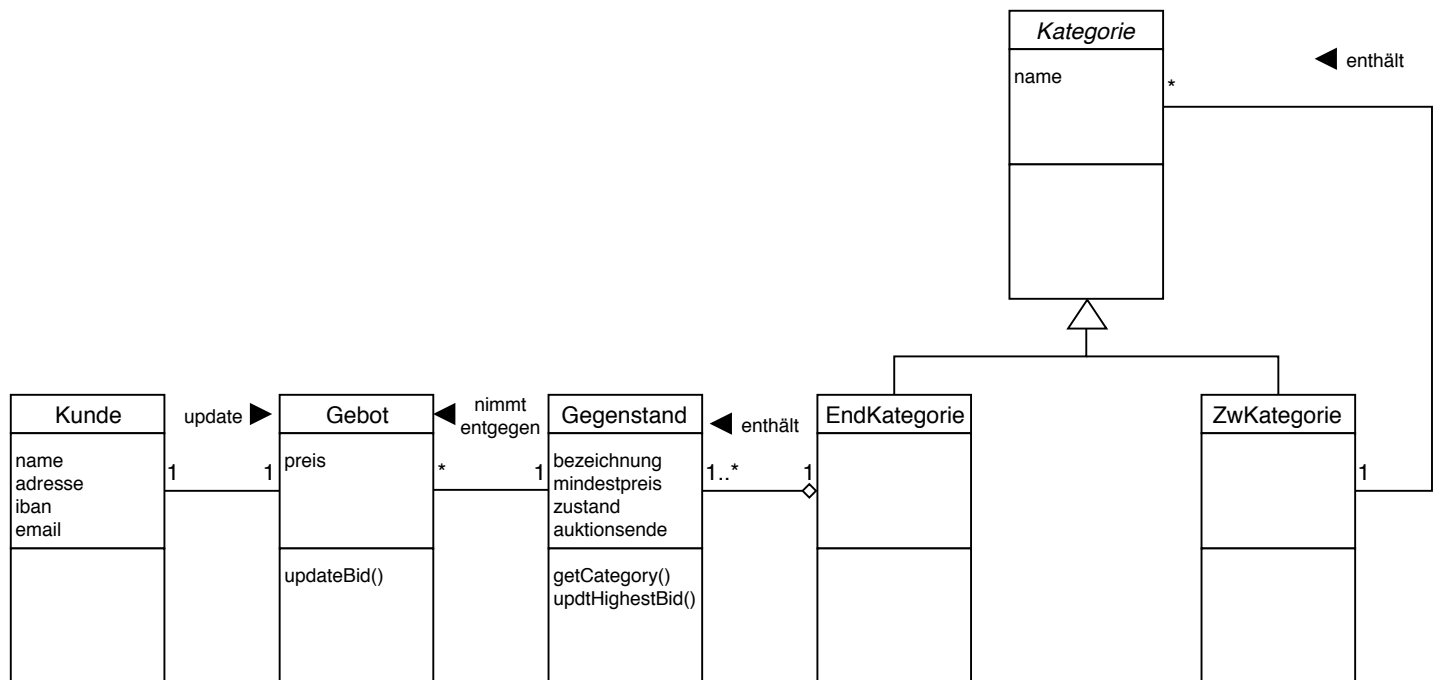 Kategorie
name
*
enthält
Kunde
name
adresse
iban
email
update
1
1
Gebot
preis
updateBid()
nimmt
entgegen
*
1
Gegenstand
bezeichnung
mindestpreis
zustand
auktionsende
getCategory()
updtHighestBid()
enthält
1..*
1
EndKategorie
ZwKategorie
1